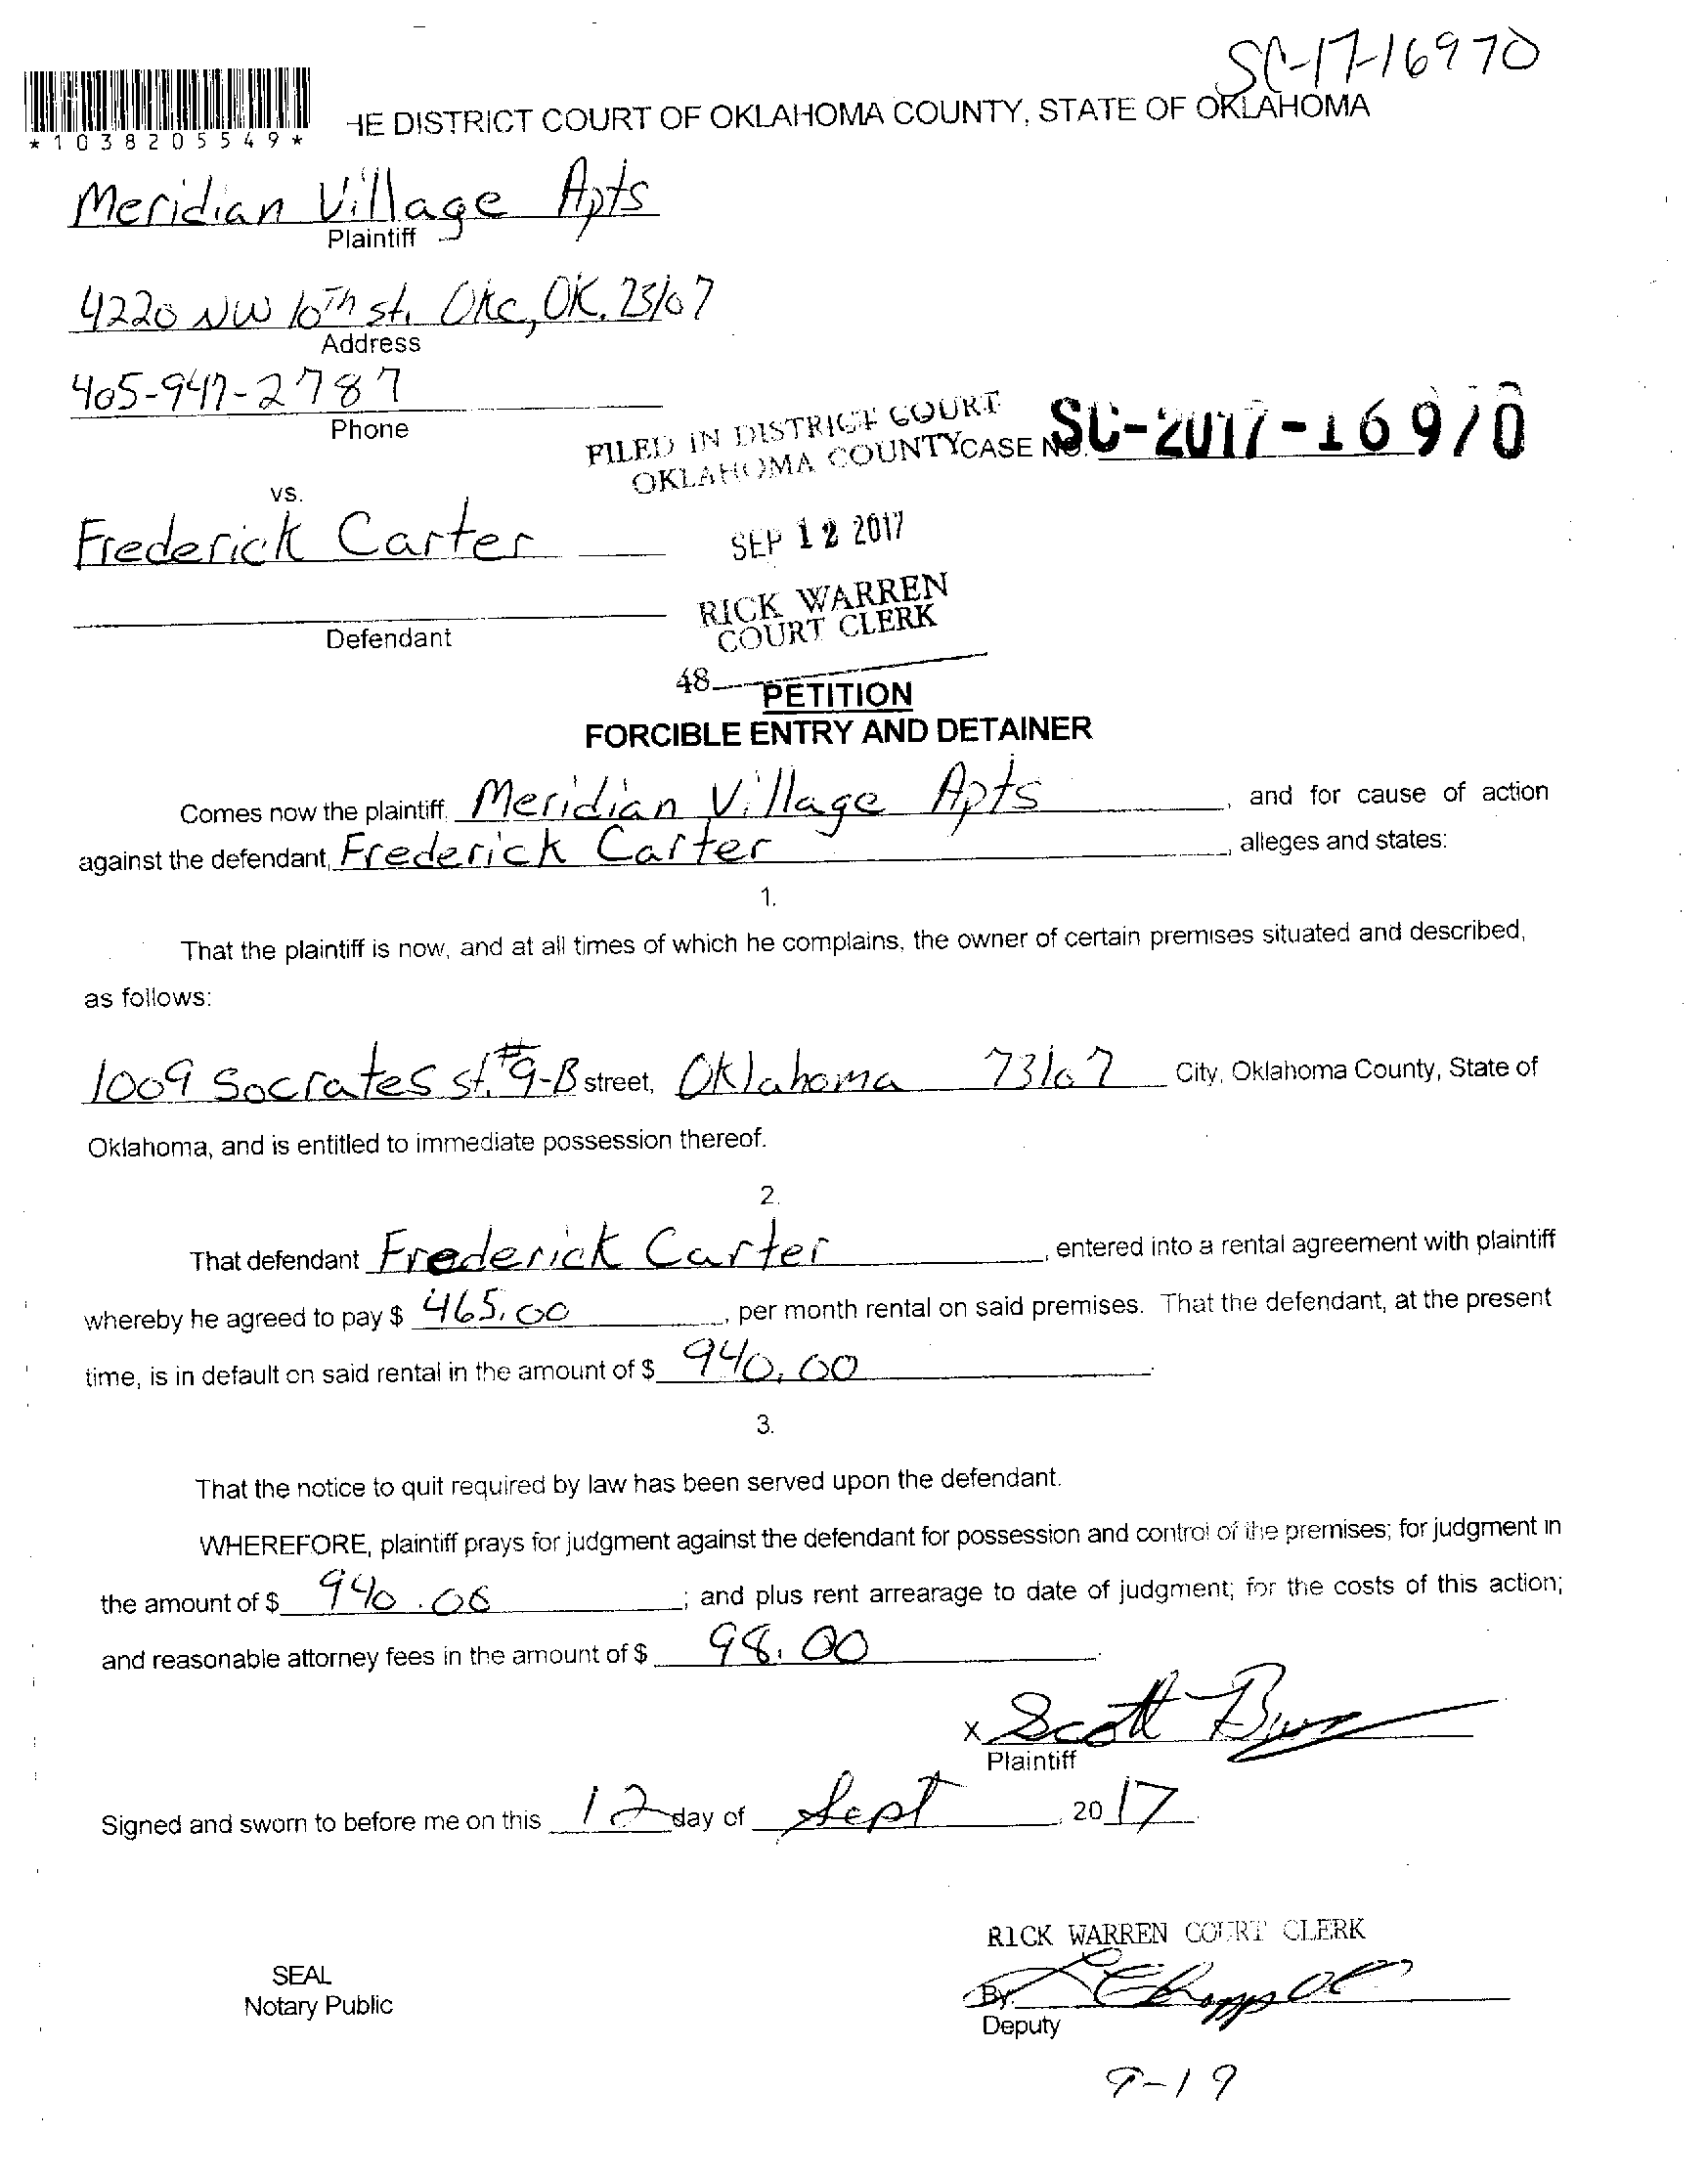 SC-17-16970
*1038205549*
HE DISTRICT COURT OF OKLAHOMA COUNTY, STATE OF OKLAHOMA
Meridian Village Apts
Plaintiff
4220 NW 10Th st. Okc, OK. 73107
Address
405-947-2787
Phone
FILED IN DISTRICT COURT
OKLAHOMA COUNTY
CASE NO. SC-2017-16970
vs.
Frederick Carter
SEP 12 2017
RICK WARREN
COURT CLERK
Defendant
48
PETITION
FORCIBLE ENTRY AND DETAINER
Comes now the plaintiff, Meridian Village Apts, and for cause of action
against the defendant, Frederick Carter, alleges and states:
1.
That the plaintiff is now, and at all times of which he complains, the owner of certain premises situated and described,
as follows:
1009 Socrates st. #9-B street, Oklahoma 73107 City, Oklahoma County, State of
Oklahoma, and is entitled to immediate possession thereof.
2.
That defendant Frederick Carter, entered into a rental agreement with plaintiff
whereby he agreed to pay $ 465.00, per month rental on said premises. That the defendant, at the present
time, is in default on said rental in the amount of $ 940.00.
3.
That the notice to quit required by law has been served upon the defendant.
WHEREFORE, plaintiff prays for judgment against the defendant for possession and control of the premises; for judgment in
the amount of $ 940.00; and plus rent arrearage to date of judgment; for the costs of this action;
and reasonable attorney fees in the amount of $ 98.00.
x Scott
Plaintiff
Signed and sworn to before me on this 12 day of Sept, 2017.
RICK WARREN COURT CLERK
SEAL
Notary Public
By.
Deputy
9-19